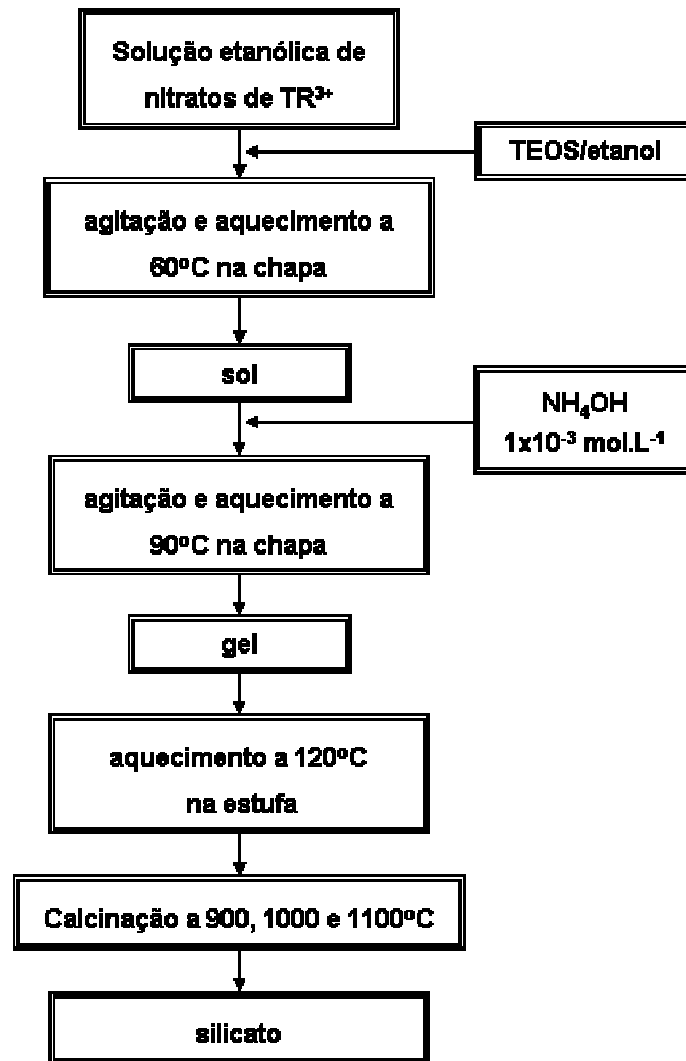 Solução etanólica de
nitratos de TR³⁺
TEOS/etanol
agitação e aquecimento a
60ºC na chapa
sol
NH₄OH
1x10⁻³ mol.L⁻¹
agitação e aquecimento a
90ºC na chapa
gel
aquecimento a 120ºC
na estufa
Calcinação a 900, 1000 e 1100ºC
silicato